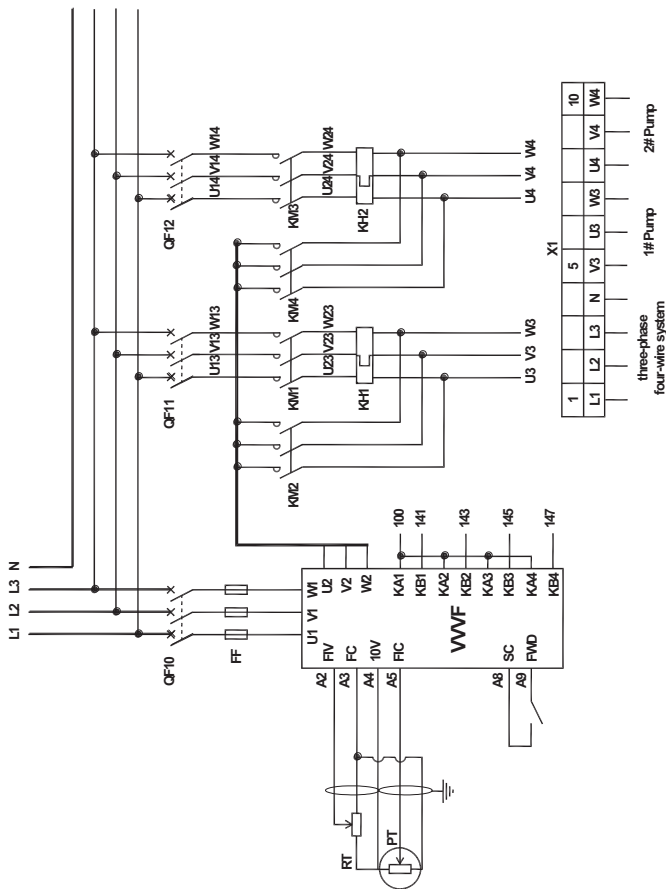 L1
L2
L3
N
QF10
QF11
QF12
U13 V13 W13
U14 V14 W14
FF
KM2
KM1
KM4
KM3
U23 V23 W23
U24 V24 W24
KH1
KH2
U1 V1 W1
U2
V2
W2
A2 FIV
A3 FC
A4 10V
A5 FIC
A8 SC
A9 FWD
VVVF
KA1 100
KB1 141
KA2
KB2 143
KA3
KB3 145
KA4
KB4 147
RT
PT
U3 V3 W3
U4 V4 W4
X1
1 5 10
L1 L2 L3 N V3 U3 W3 U4 V4 W4
three-phase
four-wire system
1# Pump
2# Pump